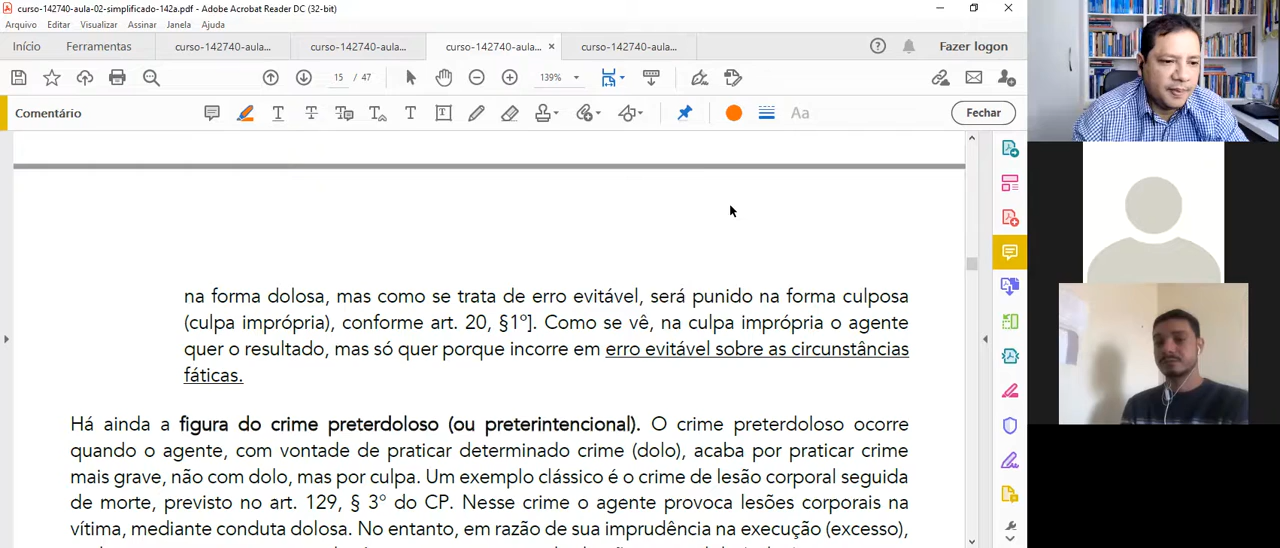 curso-142740-aula-02-simplificado-142a.pdf - Adobe Acrobat Reader DC (32-bit)
Arquivo Editar Visualizar Assinar Janela Ajuda
Início Ferramentas curso-142740-aula... curso-142740-aula... curso-142740-aula... × curso-142740-aula... Fazer logon
15 / 47 139%
Comentário Aa Fechar
na forma dolosa, mas como se trata de erro evitável, será punido na forma culposa
(culpa imprópria), conforme art. 20, §1º]. Como se vê, na culpa imprópria o agente
quer o resultado, mas só quer porque incorre em erro evitável sobre as circunstâncias
fáticas.
Há ainda a figura do crime preterdoloso (ou preterintencional). O crime preterdoloso ocorre
quando o agente, com vontade de praticar determinado crime (dolo), acaba por praticar crime
mais grave, não com dolo, mas por culpa. Um exemplo clássico é o crime de lesão corporal seguida
de morte, previsto no art. 129, § 3º do CP. Nesse crime o agente provoca lesões corporais na
vítima, mediante conduta dolosa. No entanto, em razão de sua imprudência na execução (excesso),